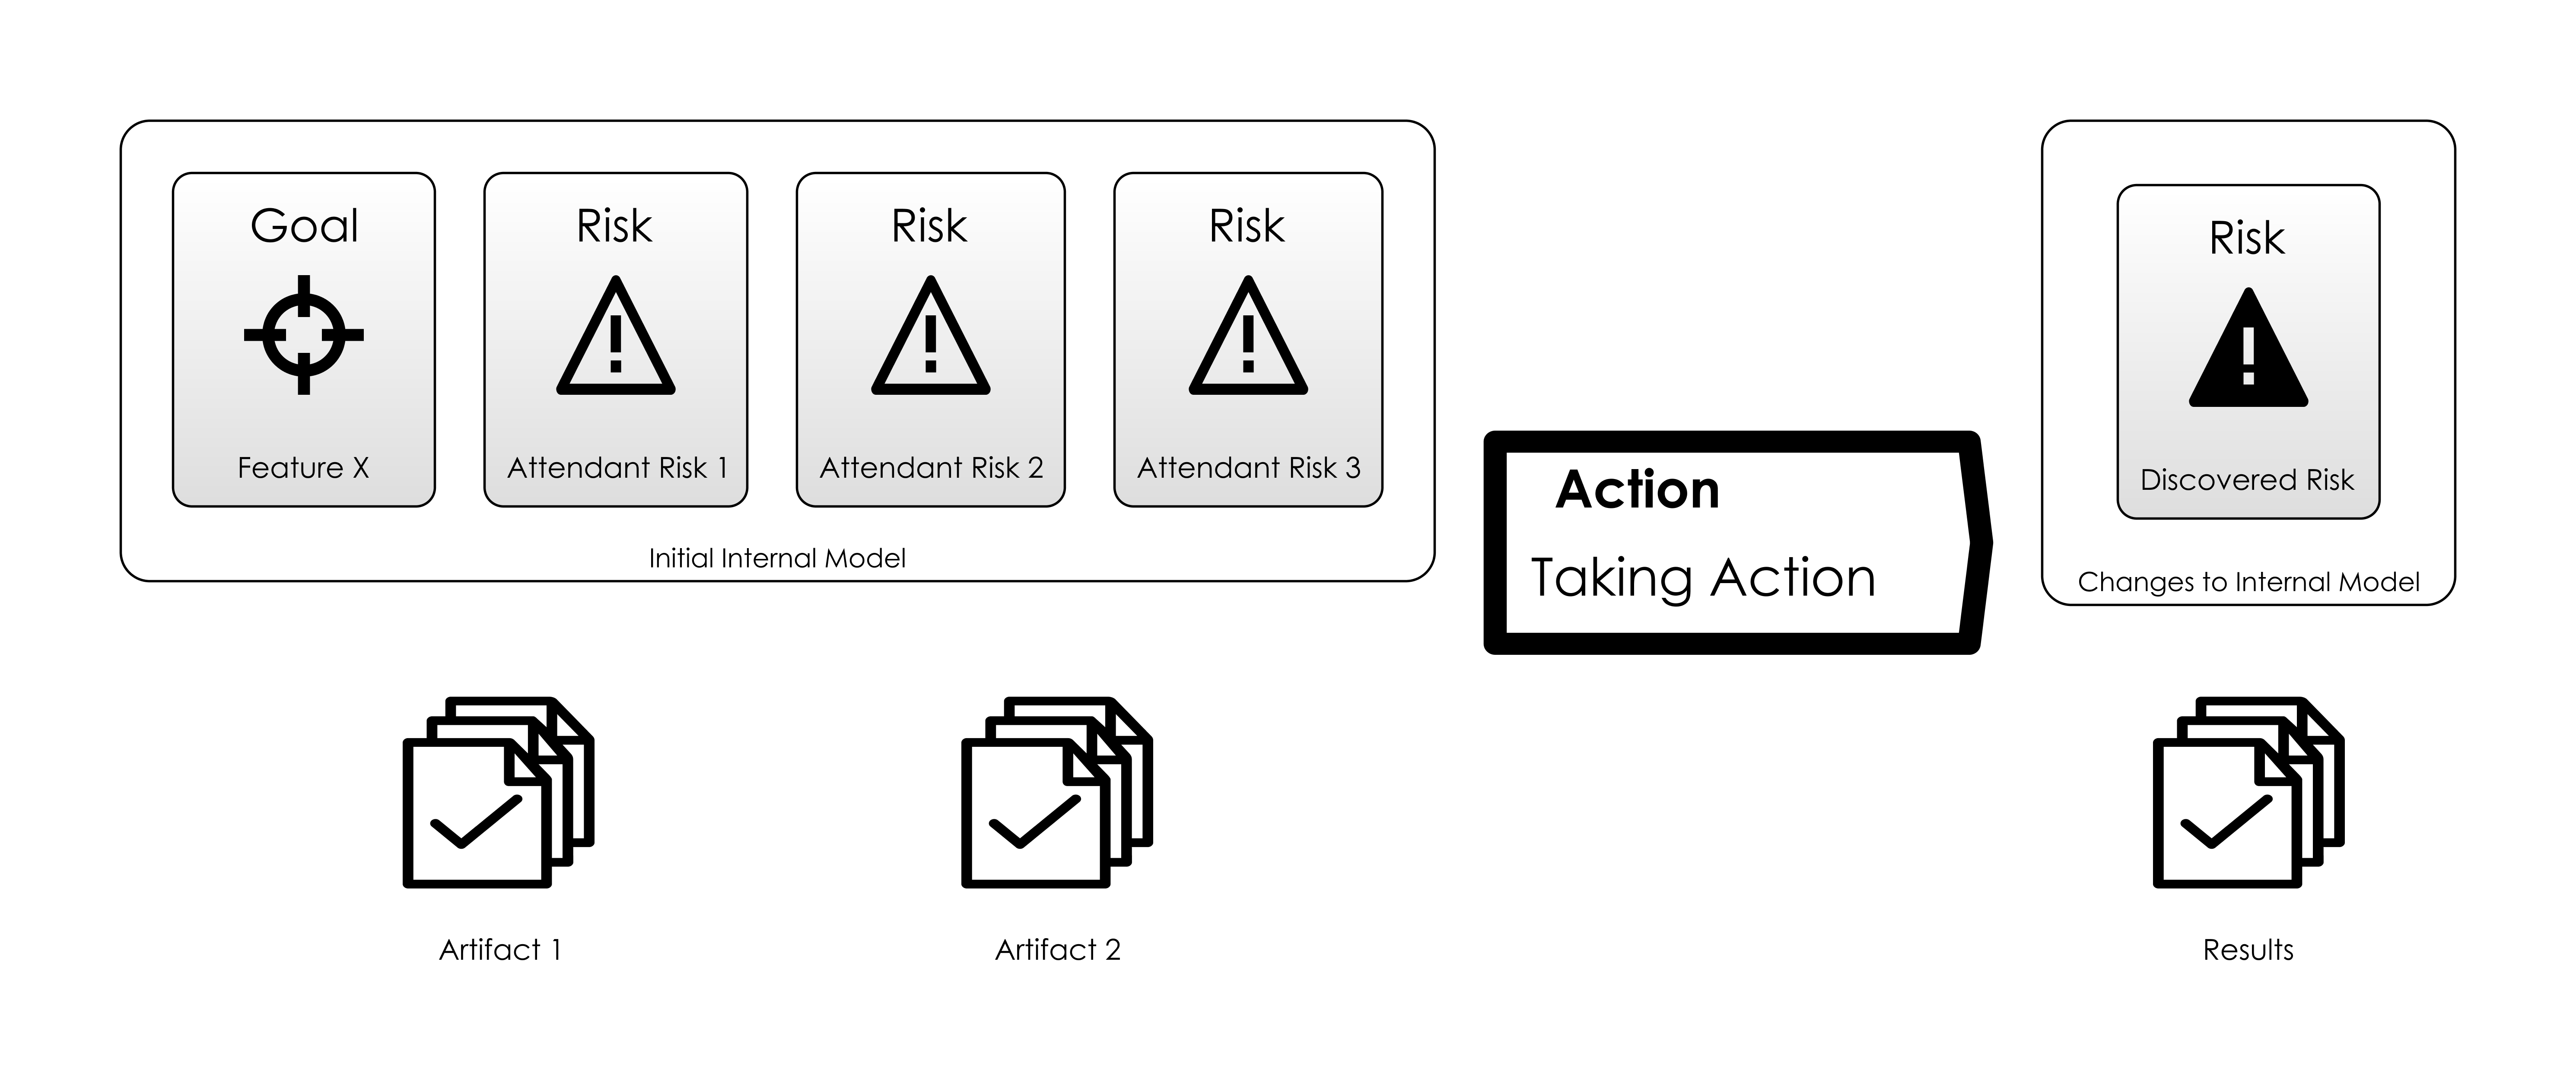 Goal
Feature X
Risk
Attendant Risk 1
Risk
Attendant Risk 2
Risk
Attendant Risk 3
Initial Internal Model
Action
Taking Action
Risk
Discovered Risk
Changes to Internal Model
Artifact 1
Artifact 2
Results